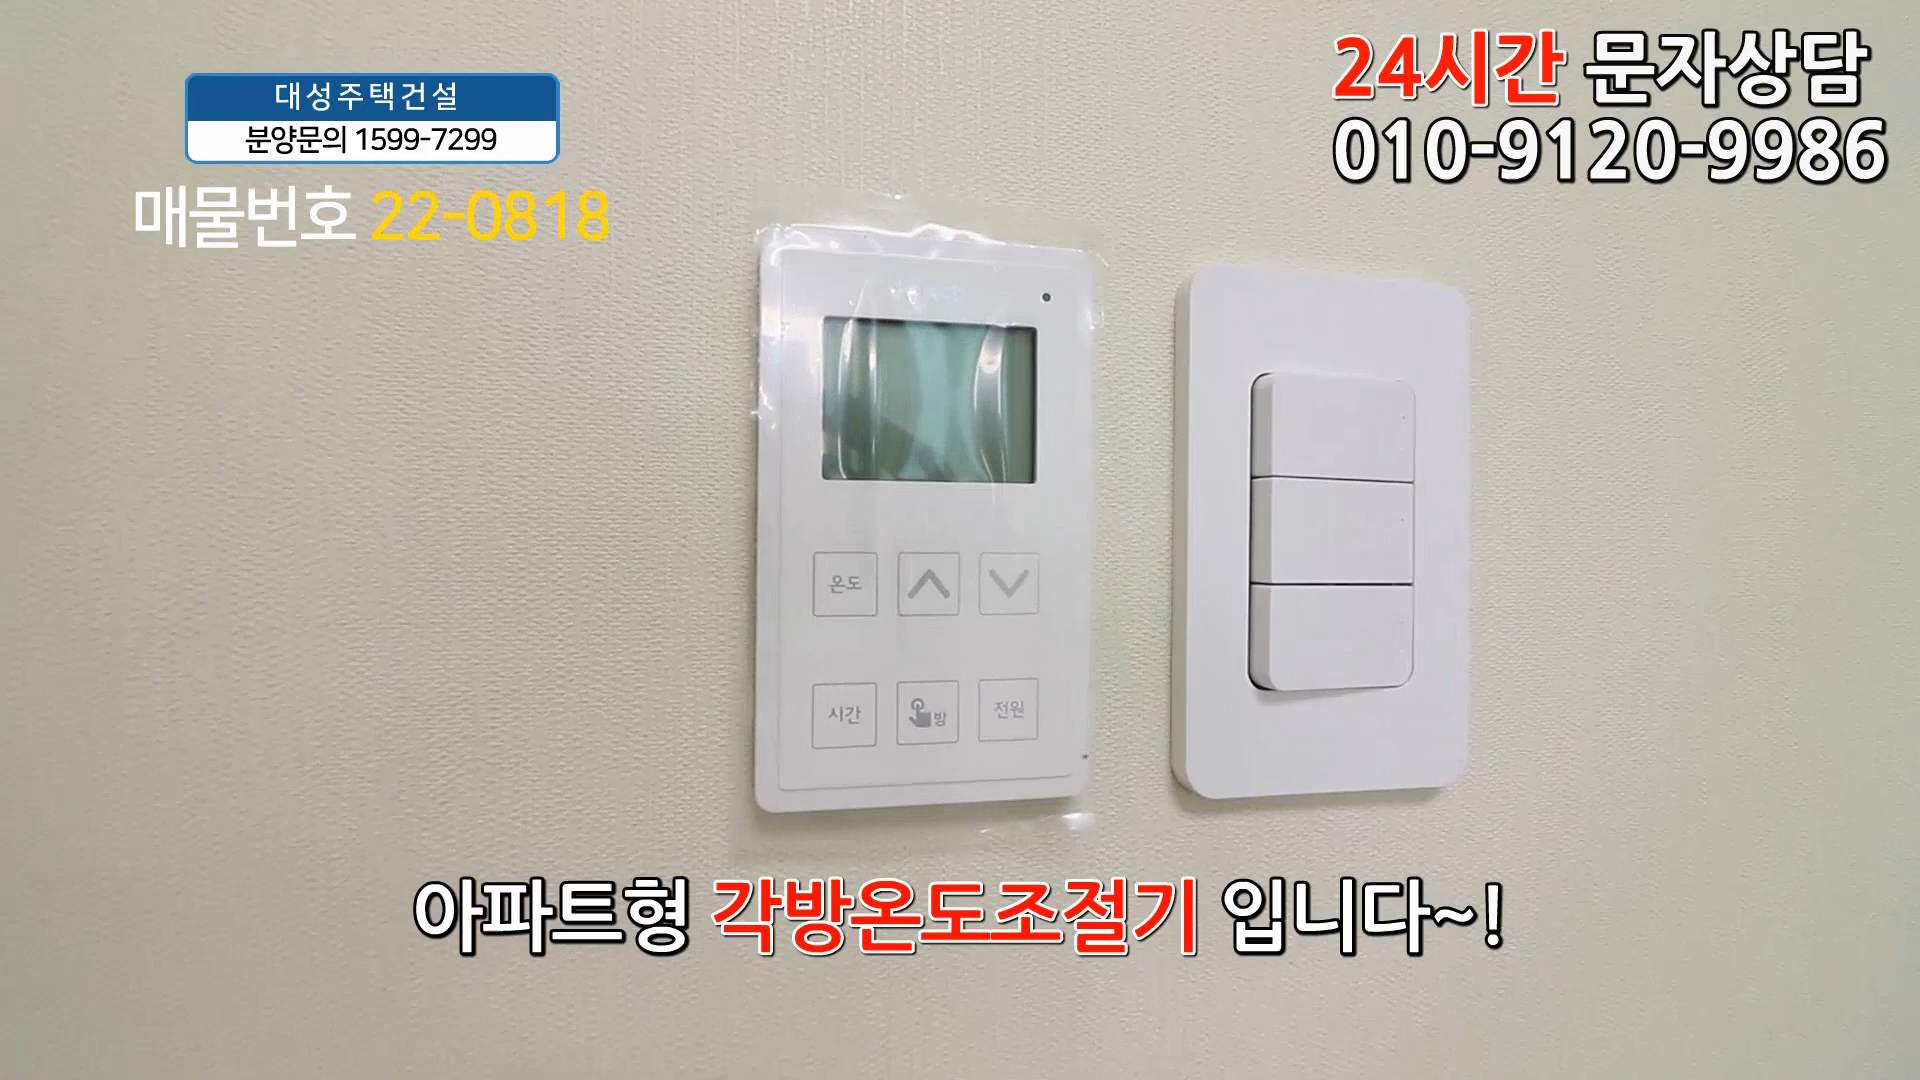 대성주택건설
분양문의 1599-7299
매물번호 22-0818
24시간 문자상담
010-9120-9986
온도
시간
방
전원
아파트형 각방온도조절기 입니다~!